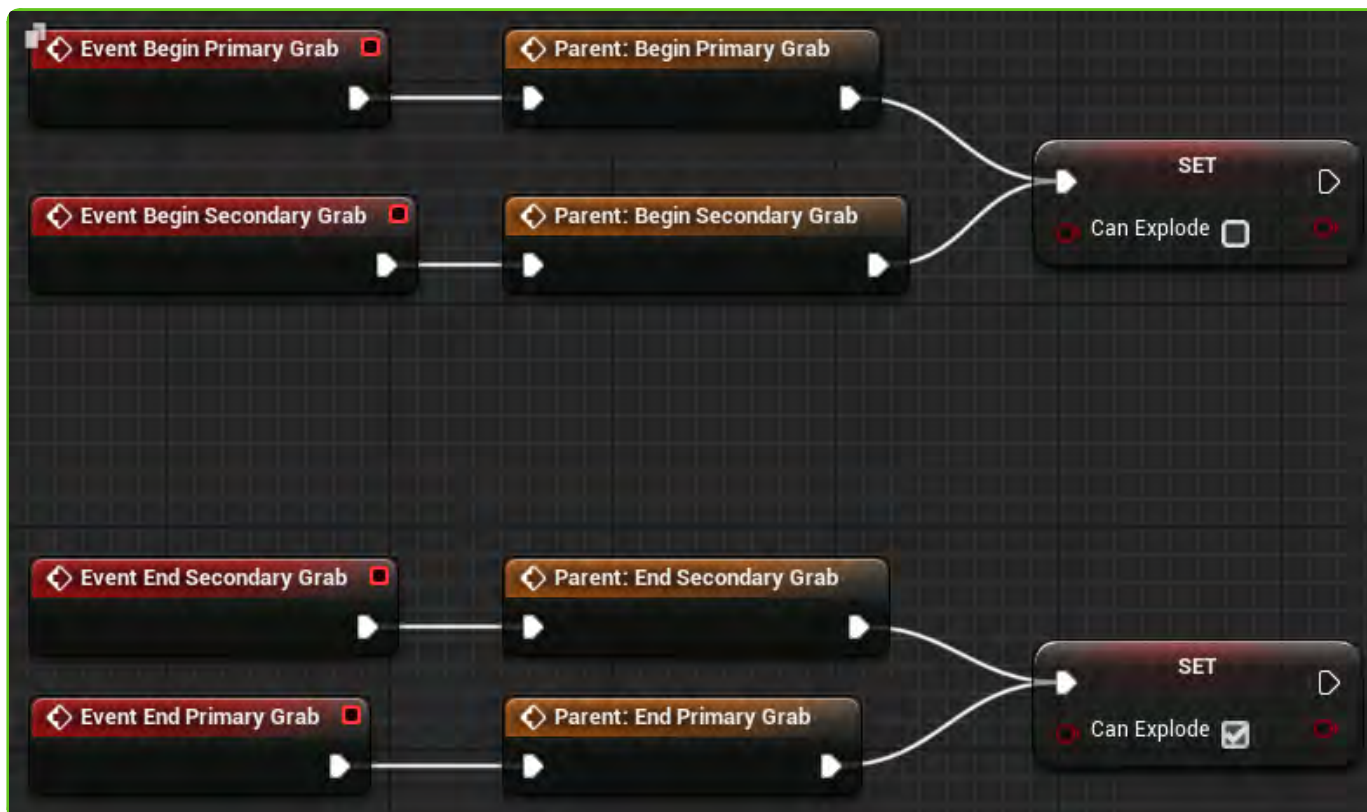 Event Begin Primary Grab
Parent: Begin Primary Grab
SET
Can Explode
Event Begin Secondary Grab
Parent: Begin Secondary Grab
Event End Secondary Grab
Parent: End Secondary Grab
SET
Can Explode
Event End Primary Grab
Parent: End Primary Grab